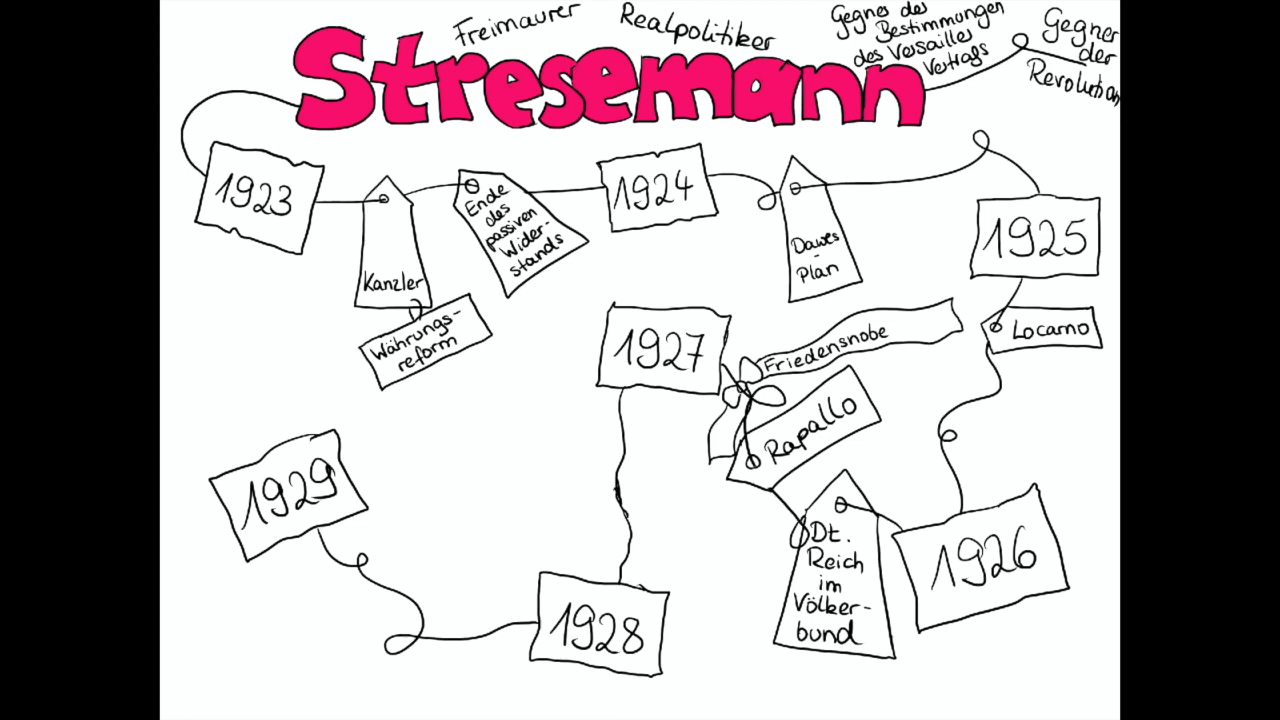 Freimaurer
Realpolitiker
Gegner des
Bestimmungen
des Versailler
Vertrags
Gegner
der
Revolution
Stresemann
1923
Kanzler
Währungs-
reform
Ende
des
passiven
Wider-
stands
1924
Dawes
-
Plan
1925
Locarno
1926
Dt.
Reich
im
Völker-
bund
Rapallo
Friedensnobe
1927
1928
1929